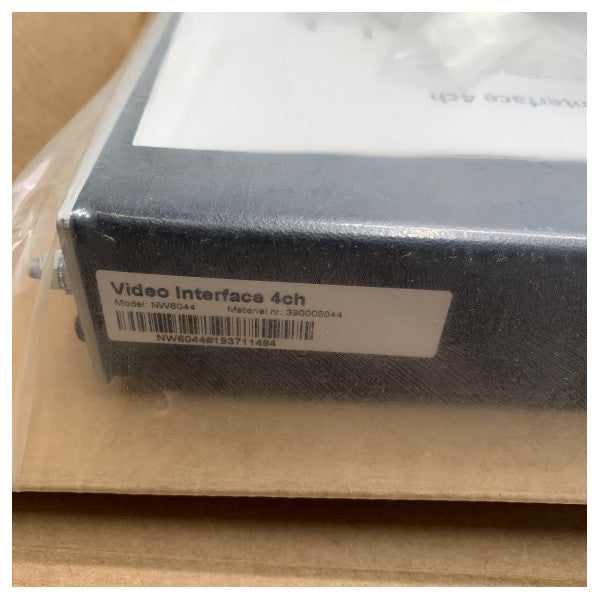 nterface 4ch
Video Interface 4ch
Model: NW6044 Material nr: 390006044
NW6044#193711494